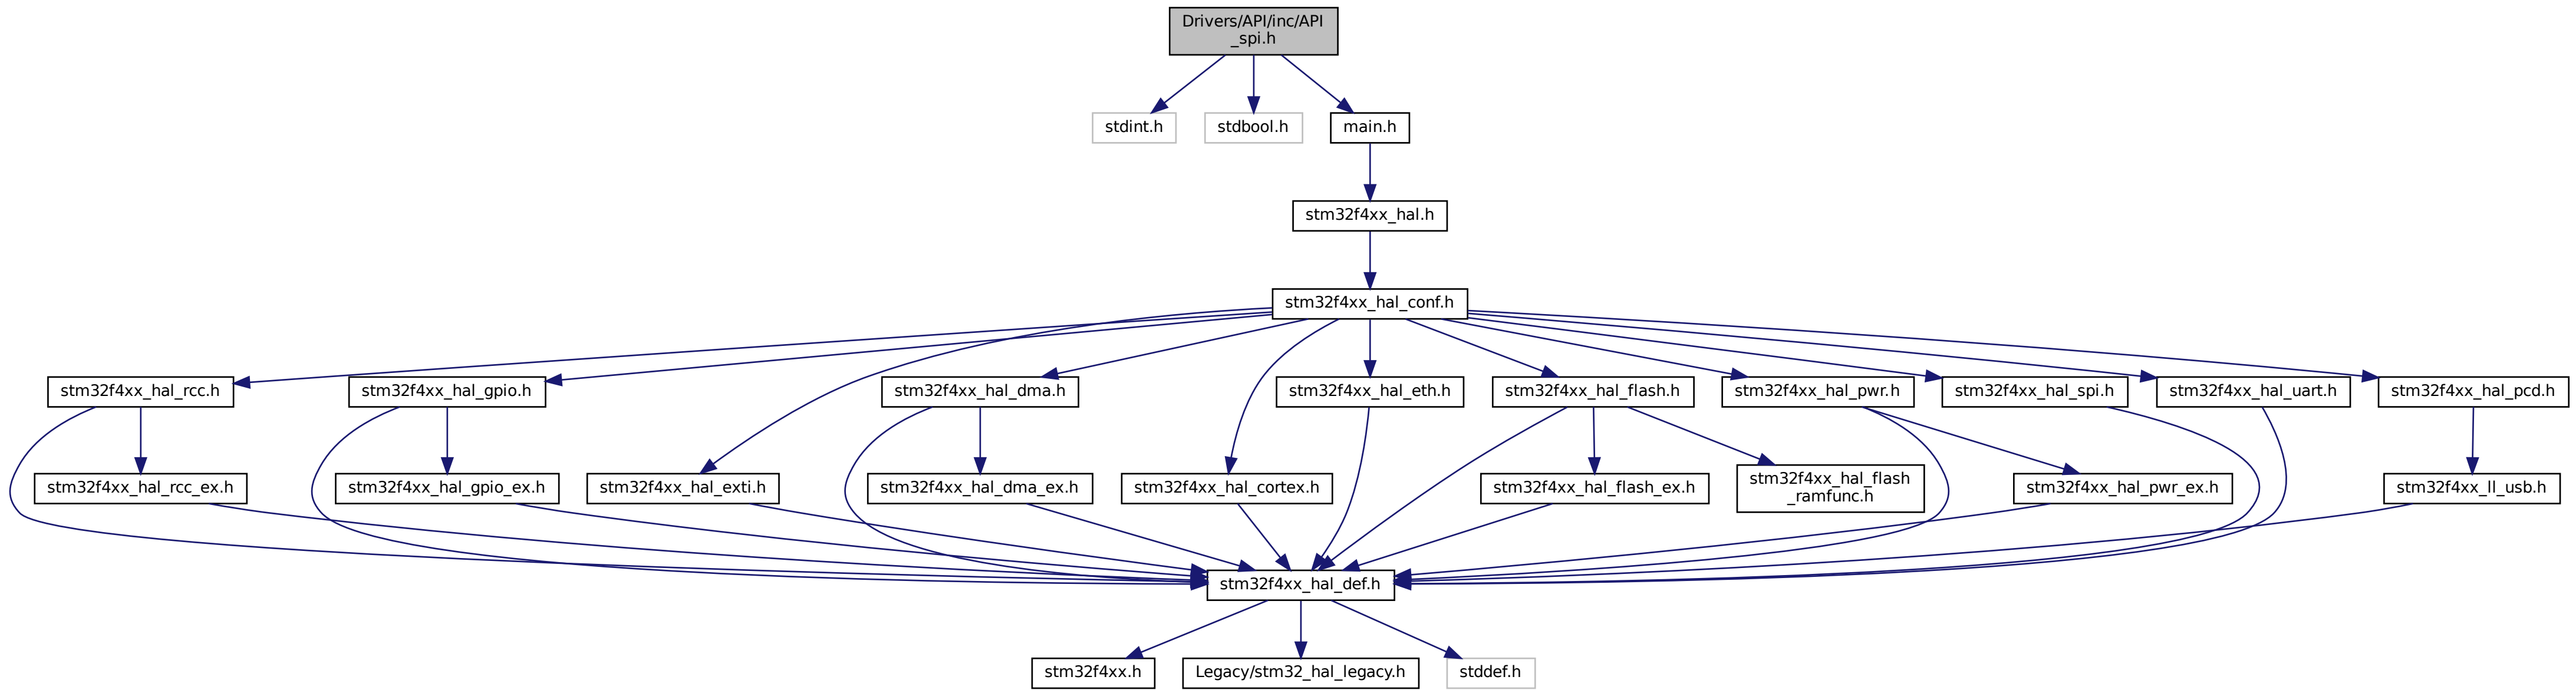 Drivers/API/inc/API
_spi.h
stdint.h
stdbool.h
main.h
stm32f4xx_hal.h
stm32f4xx_hal_conf.h
stm32f4xx_hal_rcc.h
stm32f4xx_hal_gpio.h
stm32f4xx_hal_dma.h
stm32f4xx_hal_eth.h
stm32f4xx_hal_flash.h
stm32f4xx_hal_pwr.h
stm32f4xx_hal_spi.h
stm32f4xx_hal_uart.h
stm32f4xx_hal_pcd.h
stm32f4xx_hal_rcc_ex.h
stm32f4xx_hal_gpio_ex.h
stm32f4xx_hal_exti.h
stm32f4xx_hal_dma_ex.h
stm32f4xx_hal_cortex.h
stm32f4xx_hal_flash_ex.h
stm32f4xx_hal_flash
_ramfunc.h
stm32f4xx_hal_pwr_ex.h
stm32f4xx_ll_usb.h
stm32f4xx_hal_def.h
stm32f4xx.h
Legacy/stm32_hal_legacy.h
stddef.h